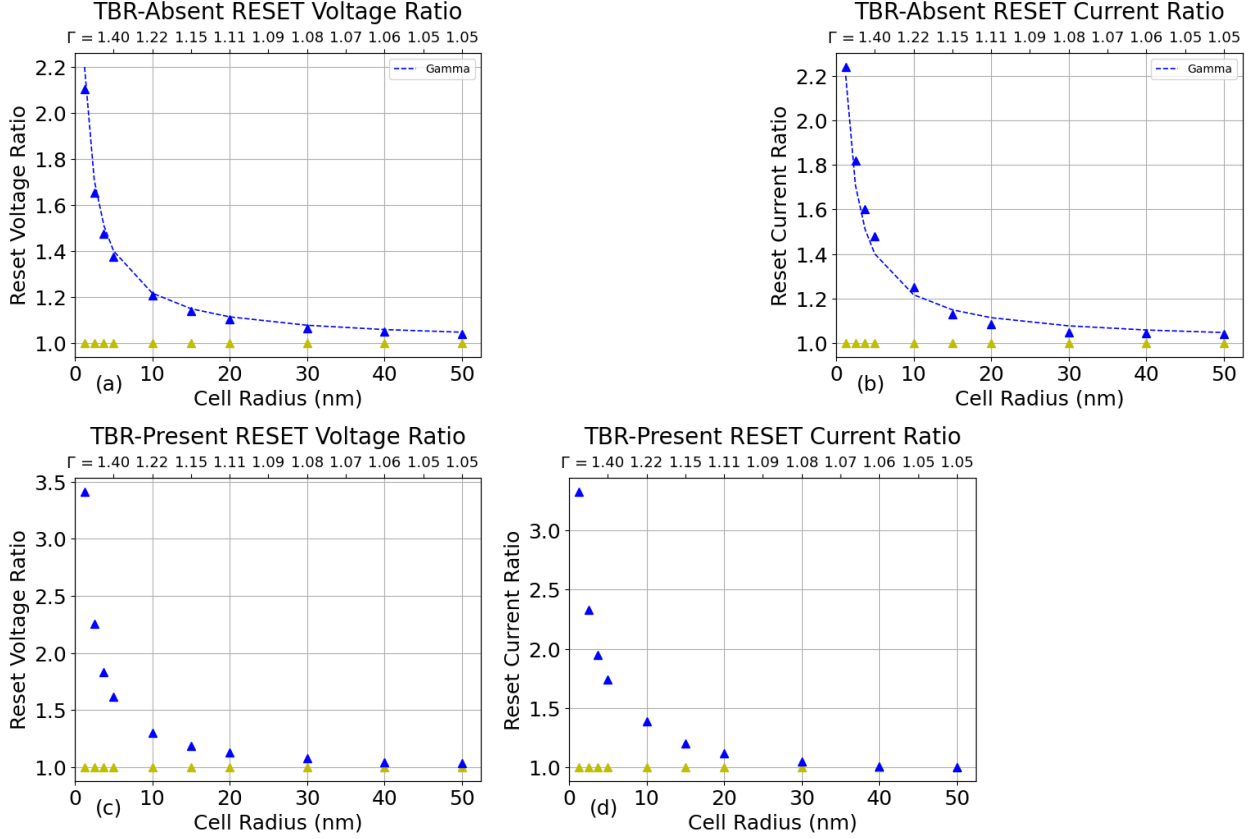 TBR-Absent RESET Voltage Ratio
Γ = 1.40 1.22 1.15 1.11 1.09 1.08 1.07 1.06 1.05 1.05
Gamma
Reset Voltage Ratio
2.2
2.0
1.8
1.6
1.4
1.2
1.0
0 10 20 30 40 50
(a)
Cell Radius (nm)
TBR-Absent RESET Current Ratio
Γ = 1.40 1.22 1.15 1.11 1.09 1.08 1.07 1.06 1.05 1.05
Gamma
Reset Current Ratio
2.2
2.0
1.8
1.6
1.4
1.2
1.0
0 10 20 30 40 50
(b)
Cell Radius (nm)
TBR-Present RESET Voltage Ratio
Γ = 1.40 1.22 1.15 1.11 1.09 1.08 1.07 1.06 1.05 1.05
Reset Voltage Ratio
3.5
3.0
2.5
2.0
1.5
1.0
0 10 20 30 40 50
(c)
Cell Radius (nm)
TBR-Present RESET Current Ratio
Γ = 1.40 1.22 1.15 1.11 1.09 1.08 1.07 1.06 1.05 1.05
Reset Current Ratio
3.0
2.5
2.0
1.5
1.0
0 10 20 30 40 50
(d)
Cell Radius (nm)